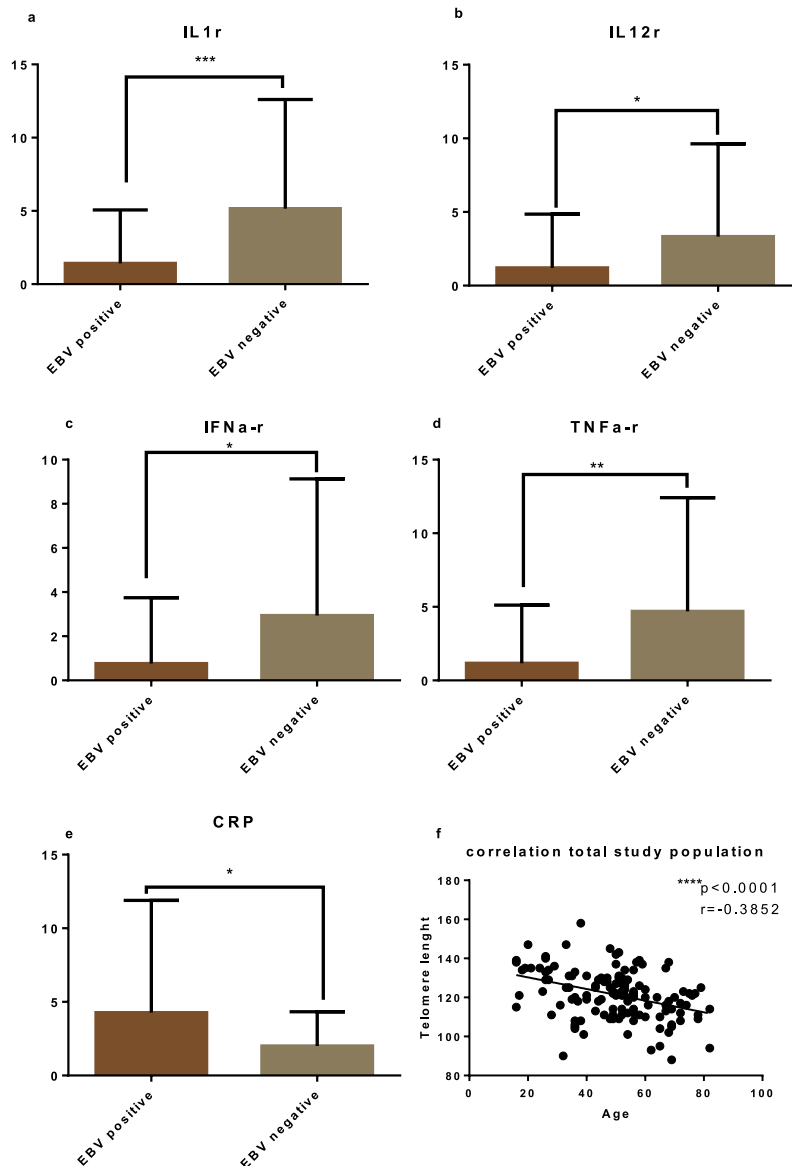 a
IL1r
***
15
10
5
0
EBV positive
EBV negative
b
IL12r
*
15
10
5
0
EBV positive
EBV negative
c
IFNa-r
*
10
8
6
4
2
0
EBV positive
EBV negative
d
TNFa-r
**
15
10
5
0
EBV positive
EBV negative
e
CRP
*
15
10
5
0
EBV positive
EBV negative
f
correlation total study population
****p<0.0001
r=-0.3852
Telomere lenght
180
160
140
120
100
80
0 20 40 60 80 100
Age